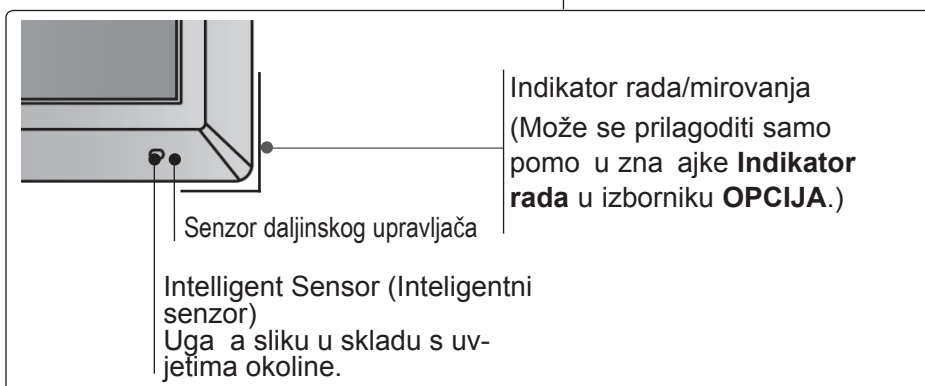 Indikator rada/mirovanja
(Može se prilagoditi samo
pomo u zna ajke Indikator
rada u izborniku OPCIJA.)
Senzor daljinskog upravljača
Intelligent Sensor (Inteligentni
senzor)
Uga a sliku u skladu s uv-
jetima okoline.